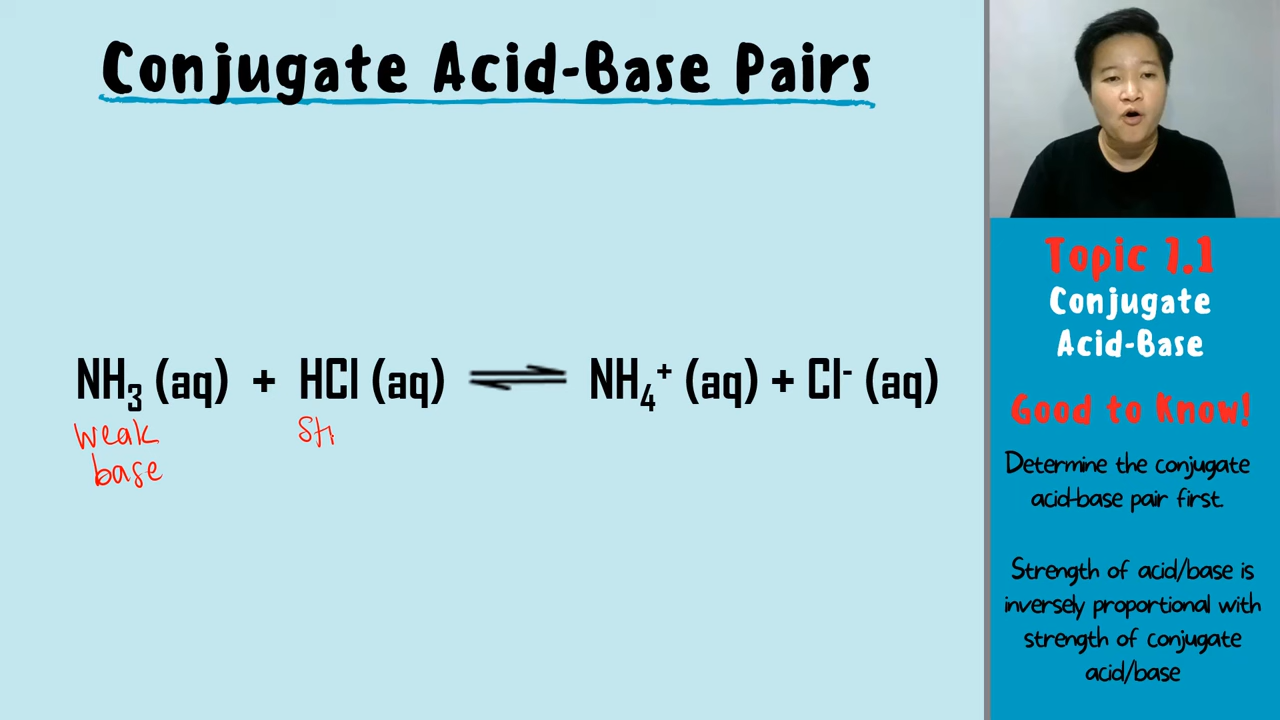 Conjugate Acid-Base Pairs
NH₃ (aq) + HCl (aq) ⇌ NH₄⁺ (aq) + Cl⁻ (aq)
weak
base
Str
Topic 7.1
Conjugate
Acid-Base
Good to Know!
Determine the conjugate
acid-base pair first.
Strength of acid/base is
inversely proportional with
strength of conjugate
acid/base